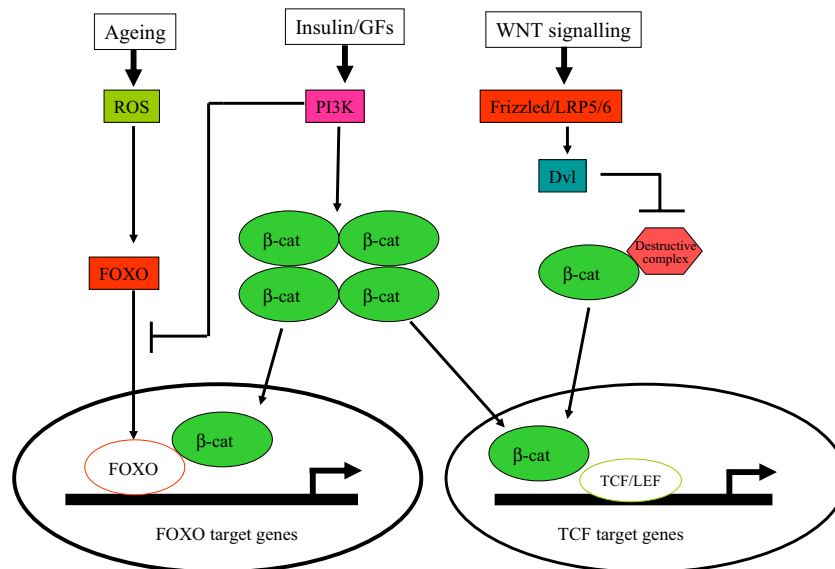 Ageing
Insulin/GFs
WNT signalling
ROS
PI3K
Frizzled/LRP5/6
Dvl
β-cat
β-cat
Destructive
complex
β-cat
FOXO
β-cat
β-cat
β-cat
β-cat
FOXO
TCF/LEF
FOXO target genes
TCF target genes